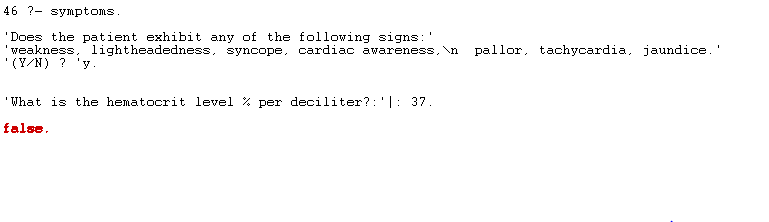 46 ?- symptoms.
'Does the patient exhibit any of the following signs:'
'weakness, lightheadedness, syncope, cardiac awareness,\n  pallor, tachycardia, jaundice.'
'(Y/N) ? 'y.
'What is the hematocrit level % per deciliter?:'|: 37.
false.